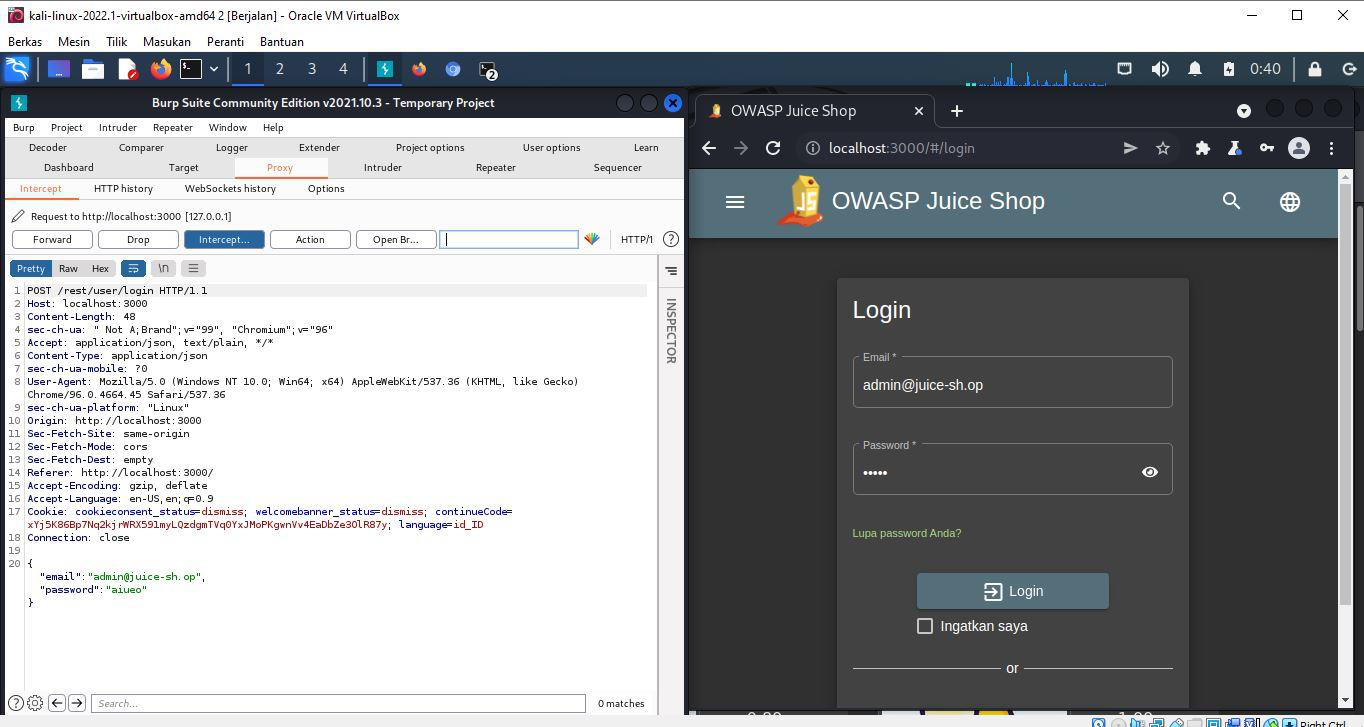 kali-linux-2022.1-virtualbox-amd64 2 [Berjalan] - Oracle VM VirtualBox
Berkas Mesin Tilik Masukan Peranti Bantuan
1 2 3 4 2 0:40
Burp Suite Community Edition v2021.10.3 - Temporary Project
Burp Project Intruder Repeater Window Help
Decoder Comparer Logger Extender Project options User options Learn
Dashboard Target Proxy Intruder Repeater Sequencer
Intercept HTTP history WebSockets history Options
Request to http://localhost:3000 [127.0.0.1]
Forward Drop Intercept... Action Open Br... HTTP/1 ?
Pretty Raw Hex \n
INSPECTOR
1 POST /rest/user/login HTTP/1.1
2 Host: localhost:3000
3 Content-Length: 48
4 sec-ch-ua: " Not A;Brand";v="99", "Chromium";v="96"
5 Accept: application/json, text/plain, */*
6 Content-Type: application/json
7 sec-ch-ua-mobile: ?0
8 User-Agent: Mozilla/5.0 (Windows NT 10.0; Win64; x64) AppleWebKit/537.36 (KHTML, like Gecko)
Chrome/96.0.4664.45 Safari/537.36
9 sec-ch-ua-platform: "Linux"
10 Origin: http://localhost:3000
11 Sec-Fetch-Site: same-origin
12 Sec-Fetch-Mode: cors
13 Sec-Fetch-Dest: empty
14 Referer: http://localhost:3000/
15 Accept-Encoding: gzip, deflate
16 Accept-Language: en-US,en;q=0.9
17 Cookie: cookieconsent_status=dismiss; welcomebanner_status=dismiss; continueCode=
xYj5K86Bp7Nq2kjrWRX591myLQzdgmTVq0YxJMoPKgwnVv4EaDbZe3OlR87y; language=id_ID
18 Connection: close
19
20 {
"email":"admin@juice-sh.op",
"password":"aiueo"
}
? Search... 0 matches
OWASP Juice Shop
localhost:3000/#/login
JS OWASP Juice Shop
Login
Email *
admin@juice-sh.op
Password *
•••••
Lupa password Anda?
Login
Ingatkan saya
or
Right Ctrl